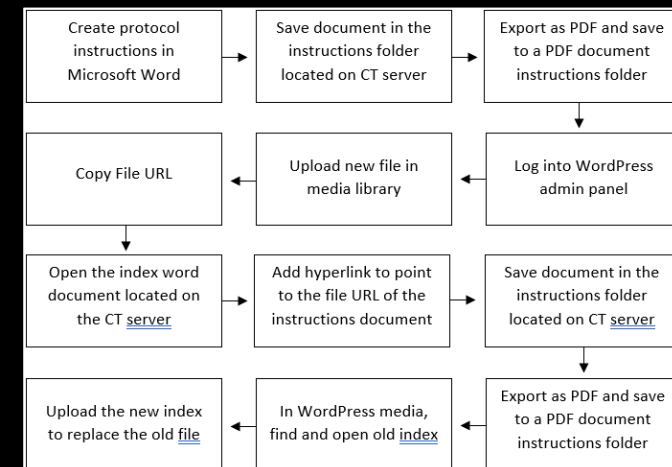 Create protocol
instructions in
Microsoft Word
Save document in the
instructions folder
located on CT server
Export as PDF and save
to a PDF document
instructions folder
Log into WordPress
admin panel
Upload new file in
media library
Copy File URL
Open the index word
document located on
the CT server
Add hyperlink to point
to the file URL of the
instructions document
Save document in the
instructions folder
located on CT server
Export as PDF and save
to a PDF document
instructions folder
In WordPress media,
find and open old index
Upload the new index
to replace the old file